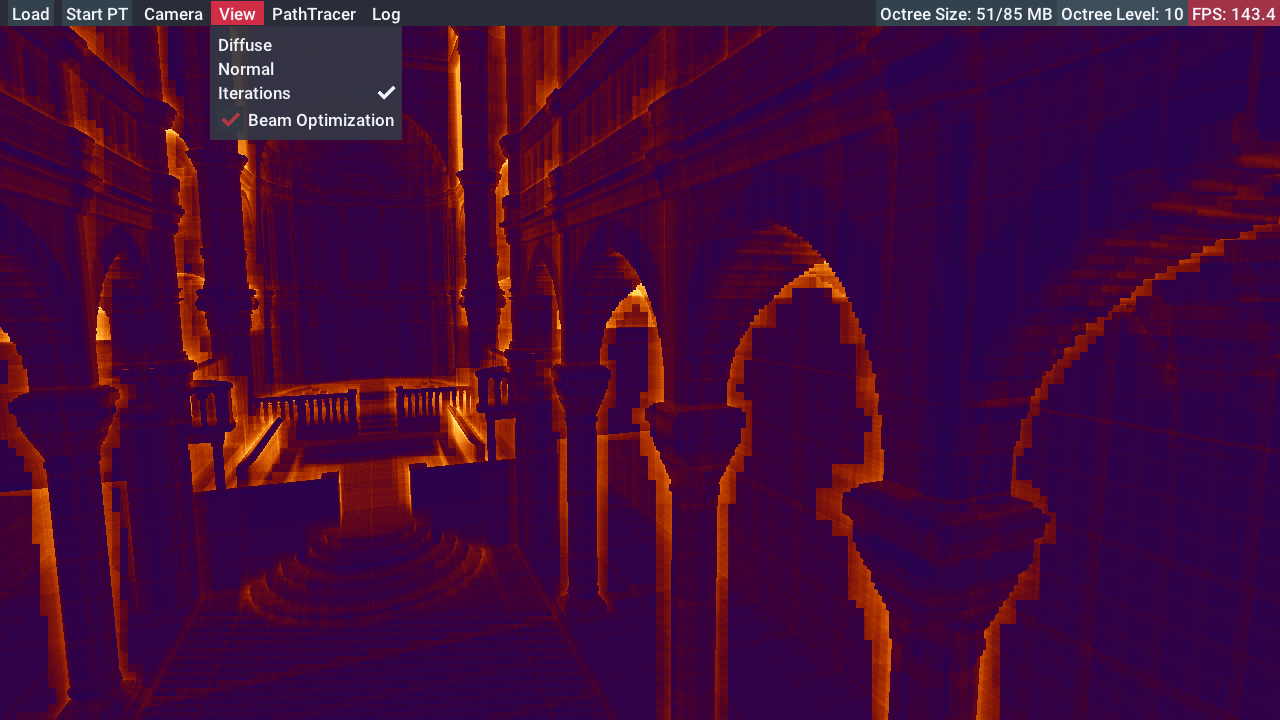 Load Start PT Camera View PathTracer Log Octree Size: 51/85 MB Octree Level: 10 FPS: 143.4
Diffuse
Normal
Iterations
Beam Optimization